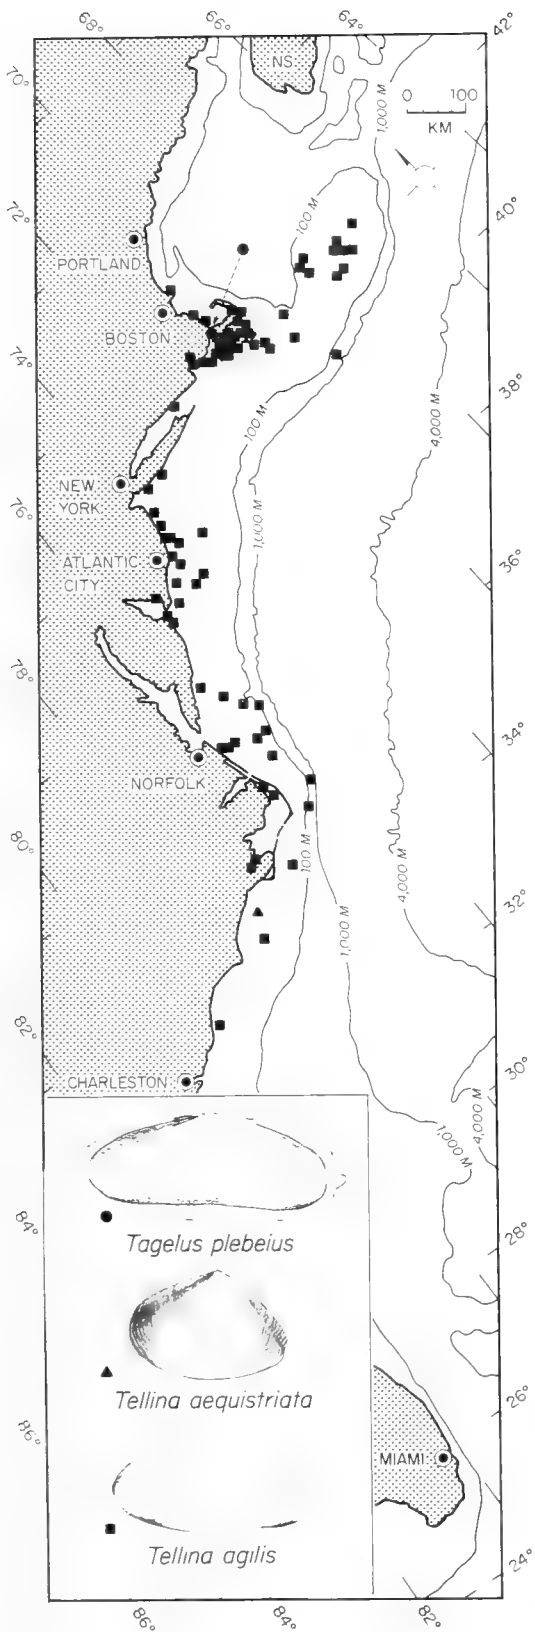 68°
66°
64°
42°
70°
NS
0 100
KM
1,000 M
100 M
40°
72°
PORTLAND
BOSTON
74°
38°
4,000 M
100 M
1,000 M
NEW
YORK
76°
ATLANTIC
CITY
36°
78°
34°
NORFOLK
80°
100 M
4,000 M
1,000 M
32°
82°
CHARLESTON
30°
4,000 M
1,000 M
84°
28°
Tagelus plebeius
Tellina aequistriata
26°
86°
MIAMI
Tellina agilis
24°
86°
84°
82°